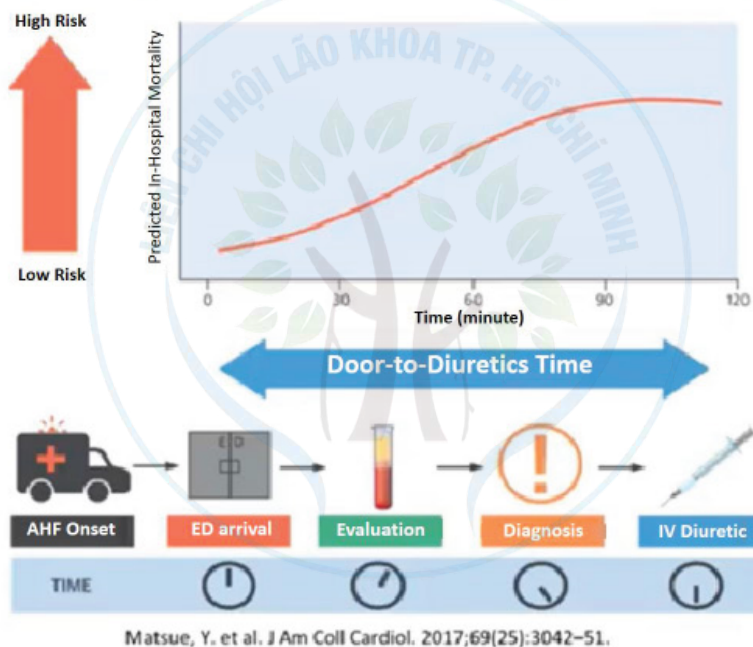 High Risk
Low Risk
Predicted In-Hospital Mortality
0 30 60 90 120
Time (minute)
Door-to-Diuretics Time
AHF Onset ED arrival Evaluation Diagnosis IV Diuretic
TIME
Matsue, Y. et al. J Am Coll Cardiol. 2017;69(25):3042–51.
LIÊN CHI HỘI LÃO KHOA TP. HỒ CHÍ MINH